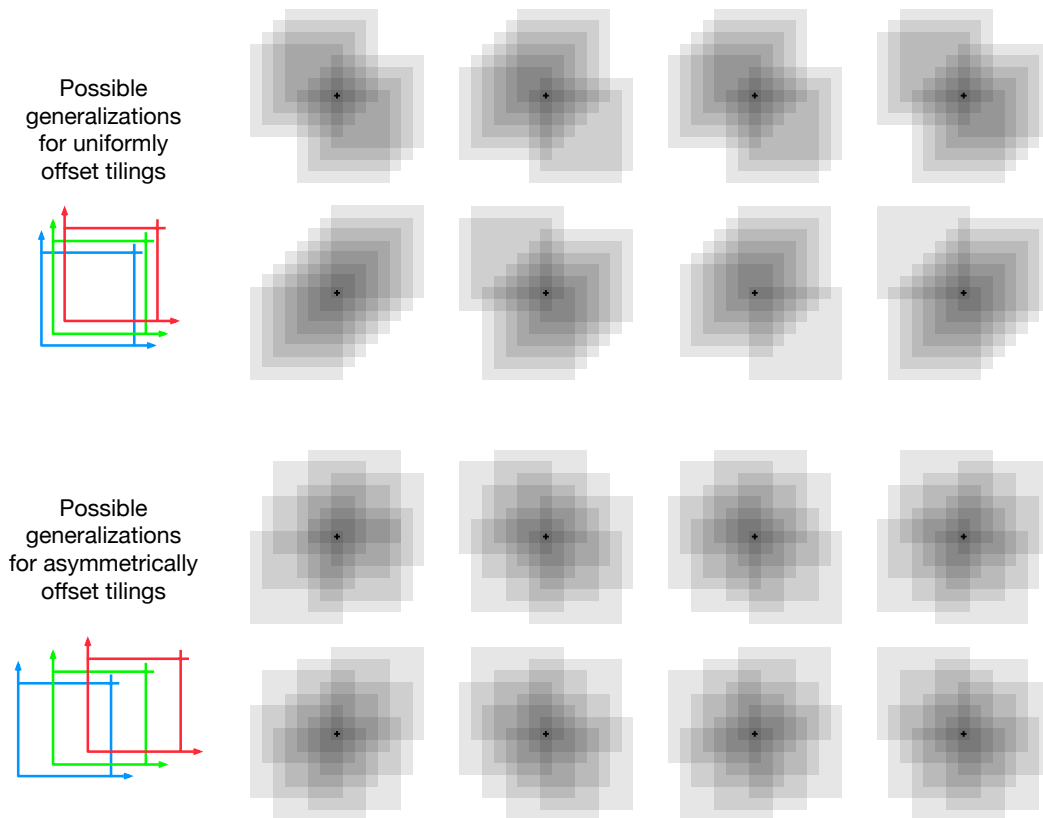 Possible
generalizations
for uniformly
offset tilings
Possible
generalizations
for asymmetrically
offset tilings